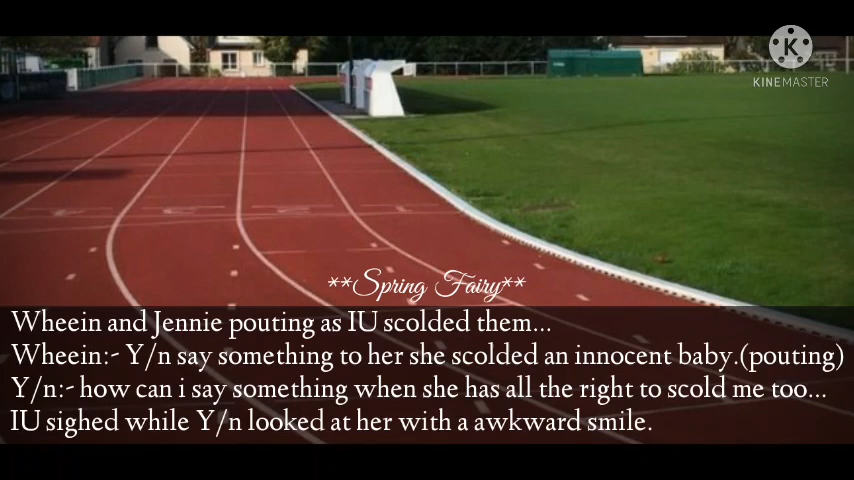 K
KINEMASTER
**Spring Fairy**
Wheein and Jennie pouting as IU scolded them...
Wheein:- Y/n say something to her she scolded an innocent baby.(pouting)
Y/n:- how can i say something when she has all the right to scold me too...
IU sighed while Y/n looked at her with a awkward smile.